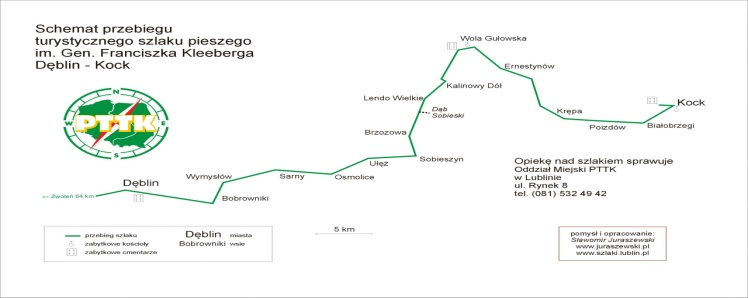 Schemat przebiegu
turystycznego szlaku pieszego
im. Gen. Franciszka Kleeberga
Dęblin - Kock
N
W
E
S
PTTK
Wola Gułowska
Ernestynów
Kalinowy Dół
Lendo Wielkie
Dąb
Sobieski
Kock
Krępa
Poizdów
Białobrzegi
Brzozowa
Sobieszyn
Ułęż
Osmolice
Sarny
Wymysłów
Bobrowniki
Dęblin
Zwoleń 64 km
Opiekę nad szlakiem sprawuje
Oddział Miejski PTTK
w Lublinie
ul. Rynek 8
tel. (081) 532 49 42
przebieg szlaku
zabytkowe kościoły
zabytkowe cmentarze
Dęblin miasta
Bobrowniki wsie
5 km
pomysł i opracowanie:
Sławomir Juraszewski
www.juraszewski.pl
www.szlaki.lublin.pl